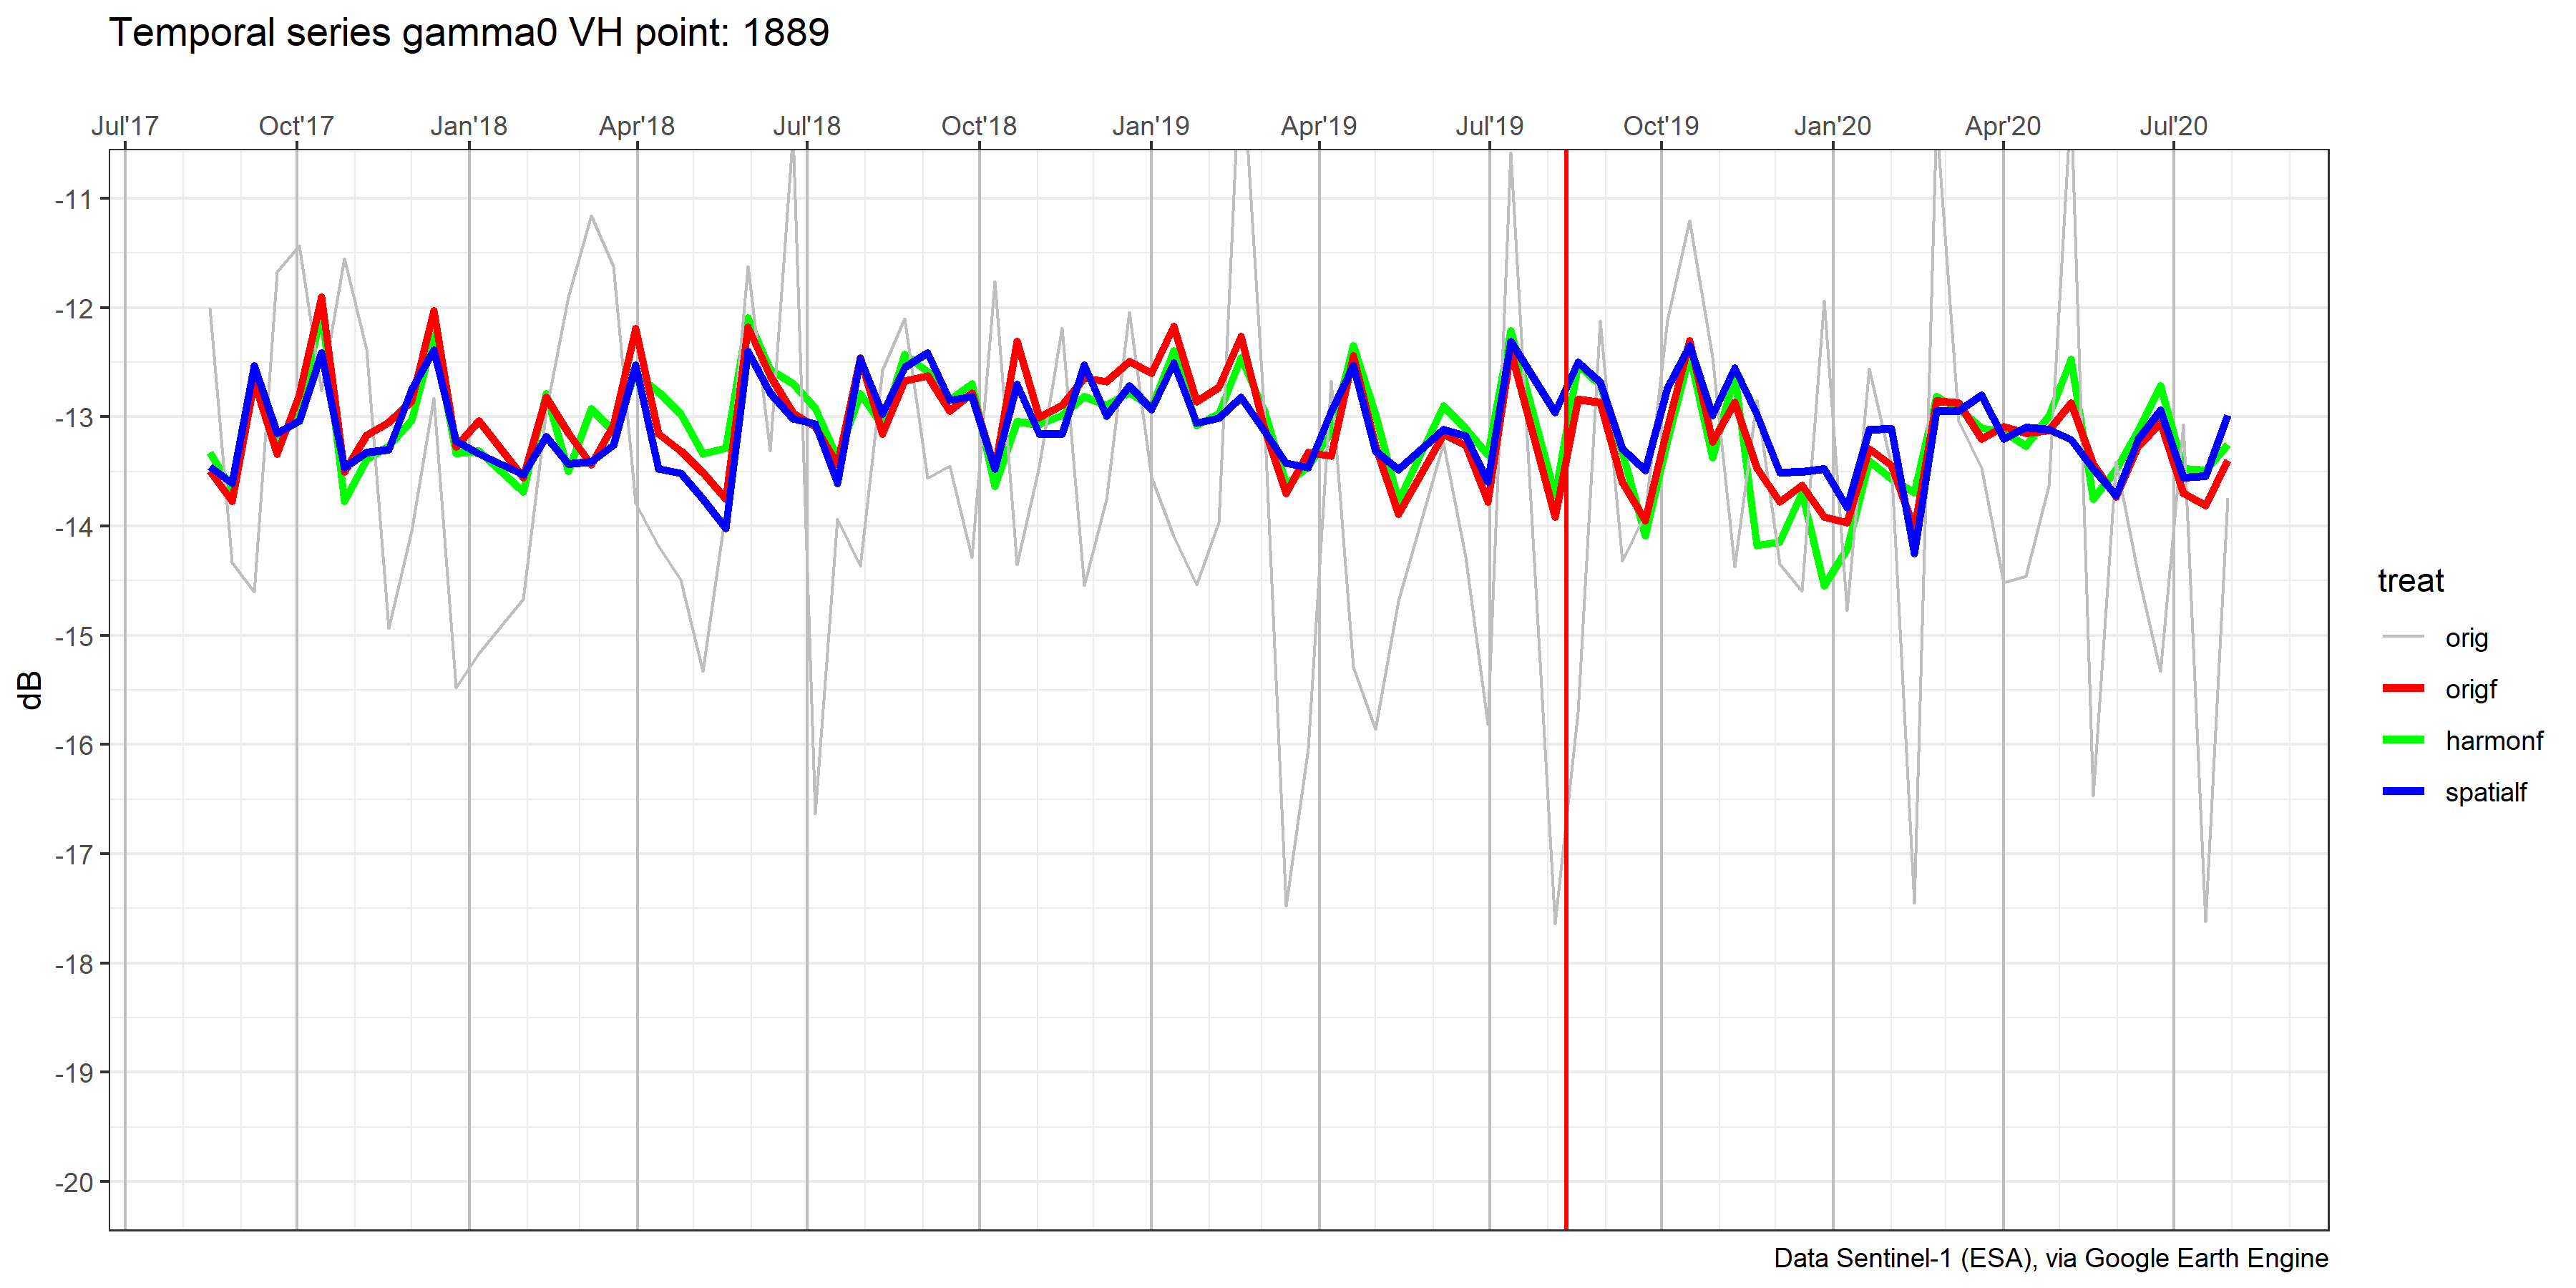 Temporal series gamma0 VH point: 1889
Jul'17 Oct'17 Jan'18 Apr'18 Jul'18 Oct'18 Jan'19 Apr'19 Jul'19 Oct'19 Jan'20 Apr'20 Jul'20
-11
-12
-13
-14
-15
-16
-17
-18
-19
-20
dB
treat
orig
origf
harmonf
spatialf
Data Sentinel-1 (ESA), via Google Earth Engine